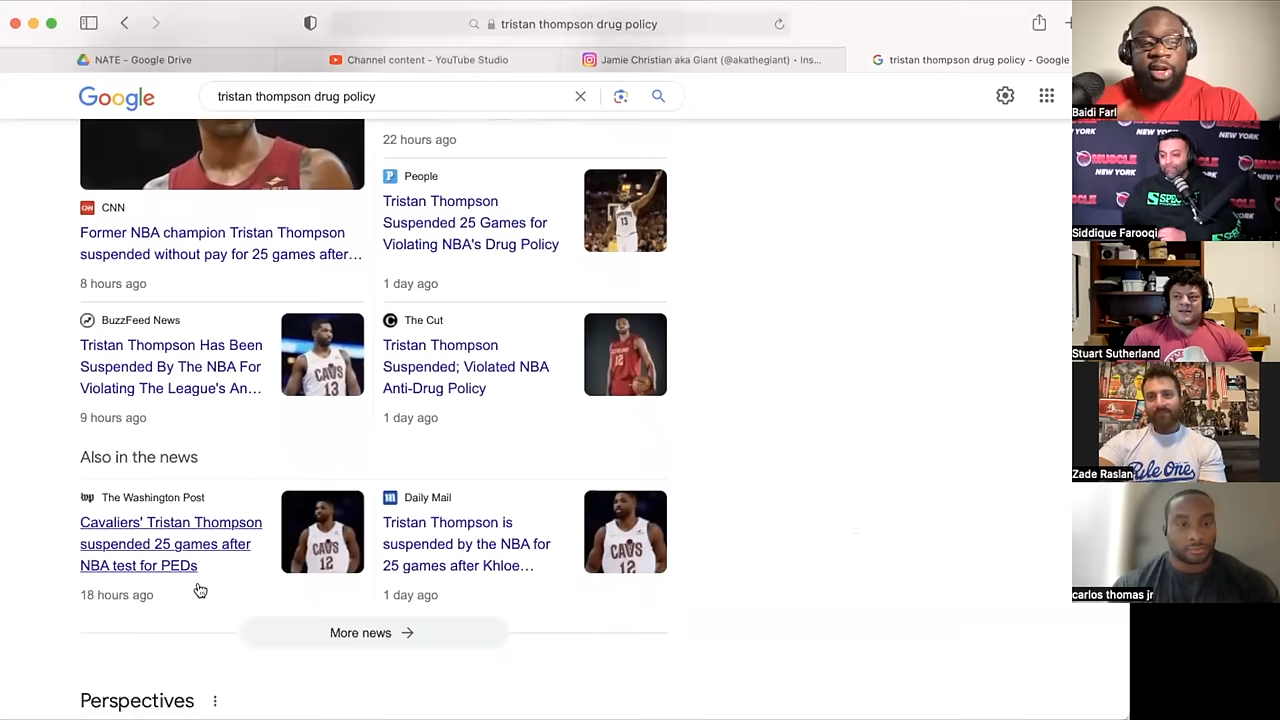 tristan thompson drug policy
NATE - Google Drive
Channel content - YouTube Studio
Jamie Christian aka Giant (@akathegiant) • Ins...
tristan thompson drug policy - Google
Google
tristan thompson drug policy
CNN
Former NBA champion Tristan Thompson
suspended without pay for 25 games after...
8 hours ago
22 hours ago
People
Tristan Thompson
Suspended 25 Games for
Violating NBA's Drug Policy
1 day ago
BuzzFeed News
Tristan Thompson Has Been
Suspended By The NBA For
Violating The League's An...
9 hours ago
The Cut
Tristan Thompson
Suspended; Violated NBA
Anti-Drug Policy
1 day ago
Also in the news
wp The Washington Post
Cavaliers' Tristan Thompson
suspended 25 games after
NBA test for PEDs
18 hours ago
Daily Mail
Tristan Thompson is
suspended by the NBA for
25 games after Khloe...
1 day ago
More news
Perspectives
Baidi Farl
MUSCLE
NEW YORK
Siddique Farooqi
Stuart Sutherland
Rule One
Zade Raslan
carlos thomas jr